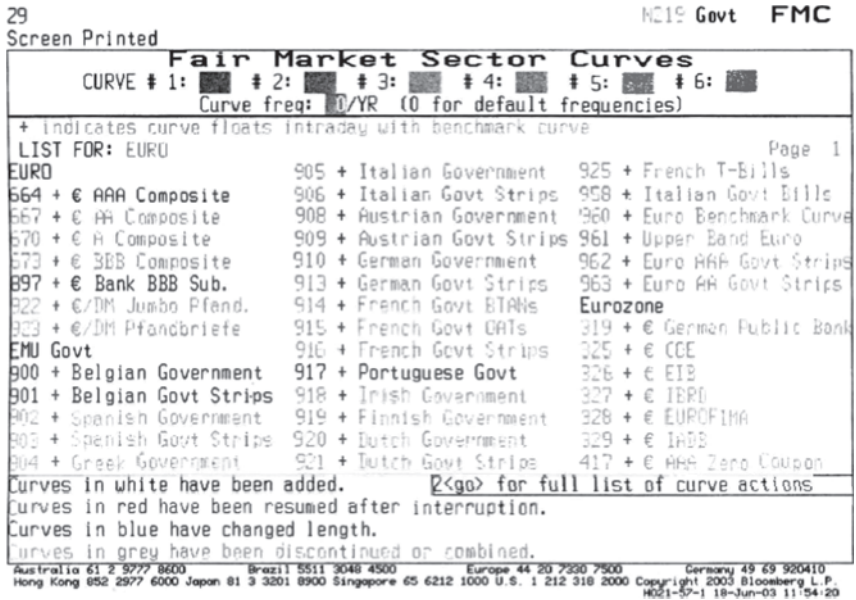 29
N219 Govt FMC
Screen Printed
Fair Market Sector Curves
CURVE # 1: # 2: # 3: # 4: # 5: # 6:
Curve freq: 0/YR (0 for default frequencies)
+ indicates curve floats intraday with benchmark curve
LIST FOR: EURO
Page 1
EURO
664 + € AAA Composite
667 + € AA Composite
670 + € A Composite
673 + € BBB Composite
897 + € Bank BBB Sub.
922 + €/DM Jumbo Pfand.
923 + €/DM Pfandbriefe
EMU Govt
900 + Belgian Government
901 + Belgian Govt Strips
902 + Spanish Government
903 + Spanish Govt Strips
904 + Greek Government
905 + Italian Government
906 + Italian Govt Strips
908 + Austrian Government
909 + Austrian Govt Strips
910 + German Government
913 + German Govt Strips
914 + French Govt BTANs
915 + French Govt OATs
916 + French Govt Strips
917 + Portuguese Govt
918 + Irish Government
919 + Finnish Government
920 + Dutch Government
921 + Dutch Govt Strips
925 + French T-Bills
958 + Italian Govt Bills
960 + Euro Benchmark Curve
961 + Upper Band Euro
962 + Euro AAA Govt Strips
963 + Euro AA Govt Strips
Eurozone
319 + € German Public Bank
325 + € COE
326 + € EIB
327 + € IBRD
328 + € EUROFIMA
329 + € IADB
417 + € AAA Zero Coupon
Curves in white have been added.
2<go> for full list of curve actions
Curves in red have been resumed after interruption.
Curves in blue have changed length.
Curves in grey have been discontinued or combined.
Australia 61 2 9777 8600 Brazil 5511 3048 4500 Europe 44 20 7330 7500 Germany 49 69 920410
Hong Kong 852 2977 6000 Japan 81 3 3201 8900 Singapore 65 6212 1000 U.S. 1 212 318 2000 Copyright 2003 Bloomberg L.P.
H021-57-1 18-Jun-03 11:54:20